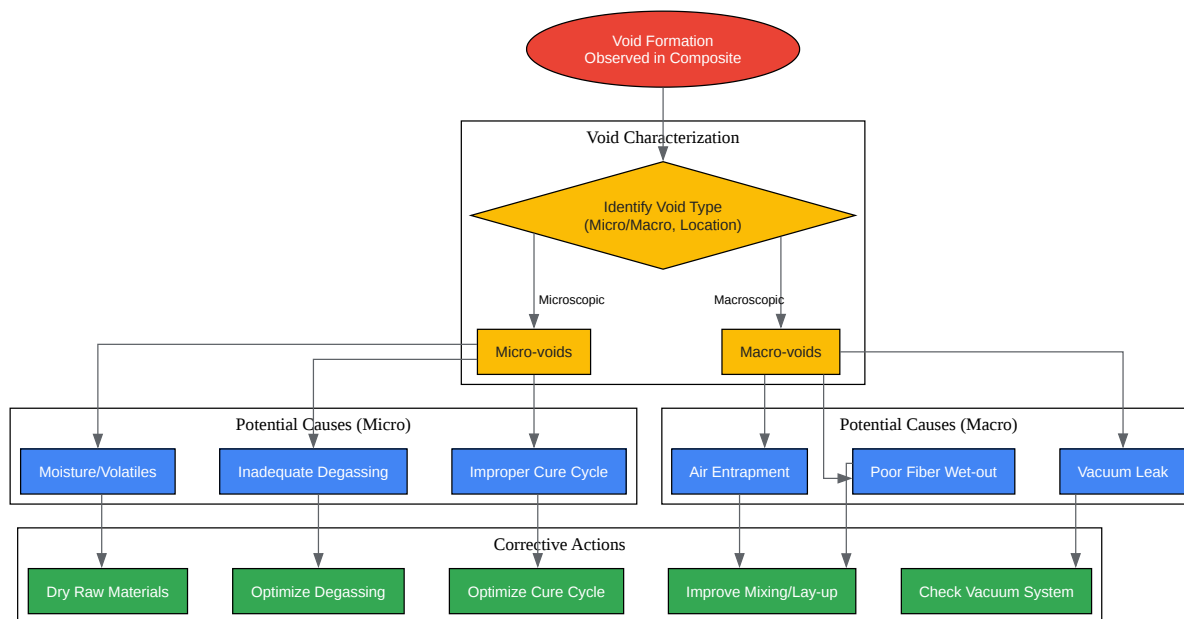 Void Formation
Observed in Composite
Void Characterization
Identify Void Type
(Micro/Macro, Location)
Microscopic
Macroscopic
Micro-voids
Macro-voids
Potential Causes (Micro)
Potential Causes (Macro)
Moisture/Volatiles
Inadequate Degassing
Improper Cure Cycle
Air Entrapment
Poor Fiber Wet-out
Vacuum Leak
Corrective Actions
Dry Raw Materials
Optimize Degassing
Optimize Cure Cycle
Improve Mixing/Lay-up
Check Vacuum System